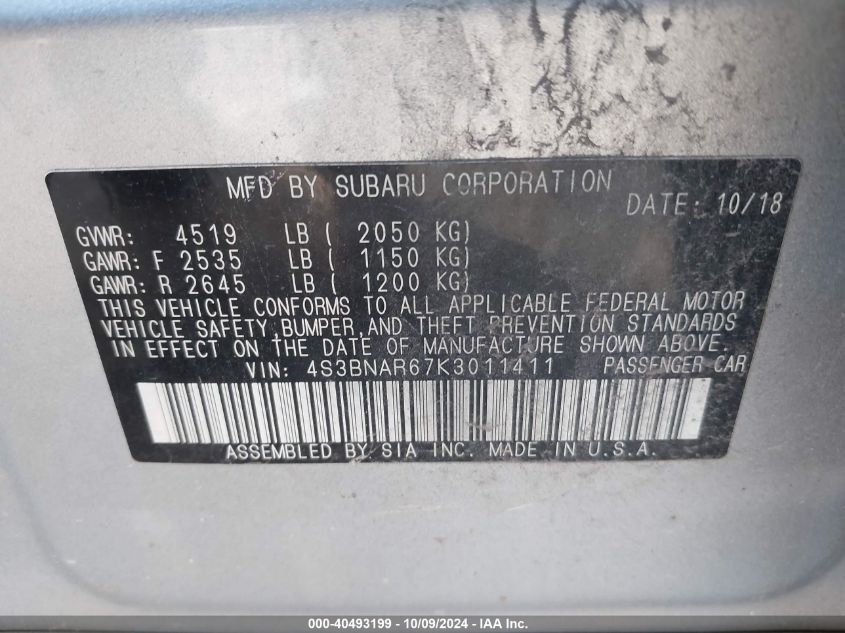 MFD BY SUBARU CORPORATION
DATE: 10/18
GVWR: 4519 LB ( 2050 KG)
GAWR: F 2535 LB ( 1150 KG)
GAWR: R 2645 LB ( 1200 KG)
THIS VEHICLE CONFORMS TO ALL APPLICABLE FEDERAL MOTOR
VEHICLE SAFETY, BUMPER, AND THEFT PREVENTION STANDARDS
IN EFFECT ON THE DATE OF MANUFACTURE SHOWN ABOVE.
VIN: 4S3BNAR67K3011411 PASSENGER CAR
ASSEMBLED BY SIA INC. MADE IN U.S.A.
000-40493199 - 10/09/2024 - IAA Inc.